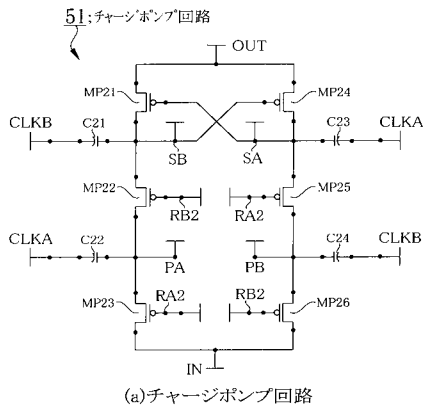 51;チャージポンプ回路
OUT
MP21
MP24
CLKB
C21
C23
CLKA
SB
SA
MP22
MP25
RB2
RA2
CLKA
C22
C24
CLKB
PA
PB
MP23
RA2
RB2
MP26
IN
(a)チャージポンプ回路